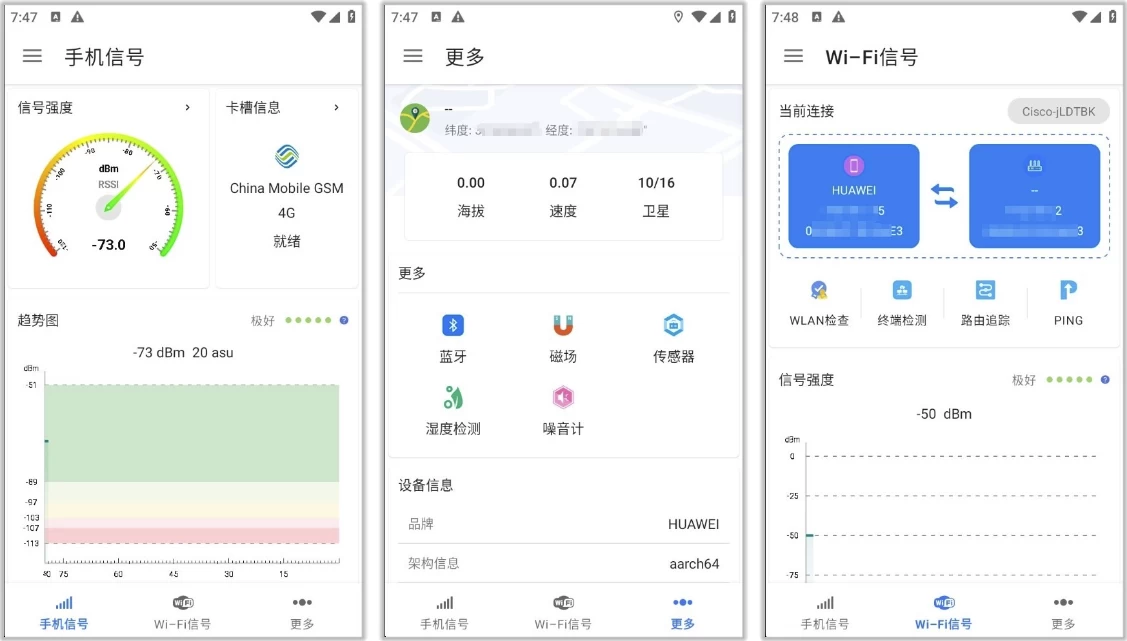 7:47
手机信号
信号强度
卡槽信息
-120
-110
-100
-90
-80
-70
-60
-50
dBm
RSSI
-73.0
China Mobile GSM
4G
就绪
趋势图
极好
-73 dBm 20 asu
dBm
-51
-89
-97
-103
-107
-113
75
60
45
30
15
手机信号
Wi-Fi信号
更多
7:47
更多
--
纬度:
经度:
0.00
0.07
10/16
海拔
速度
卫星
更多
蓝牙
磁场
传感器
湿度检测
噪音计
设备信息
品牌
HUAWEI
架构信息
aarch64
手机信号
Wi-Fi信号
更多
7:48
Wi-Fi信号
当前连接
Cisco-jLDTBK
HUAWEI
5
0 E3
--
2
3
WLAN检查
终端检测
路由追踪
PING
信号强度
极好
-50 dBm
dBm
0
-25
-50
-75
手机信号
Wi-Fi信号
更多